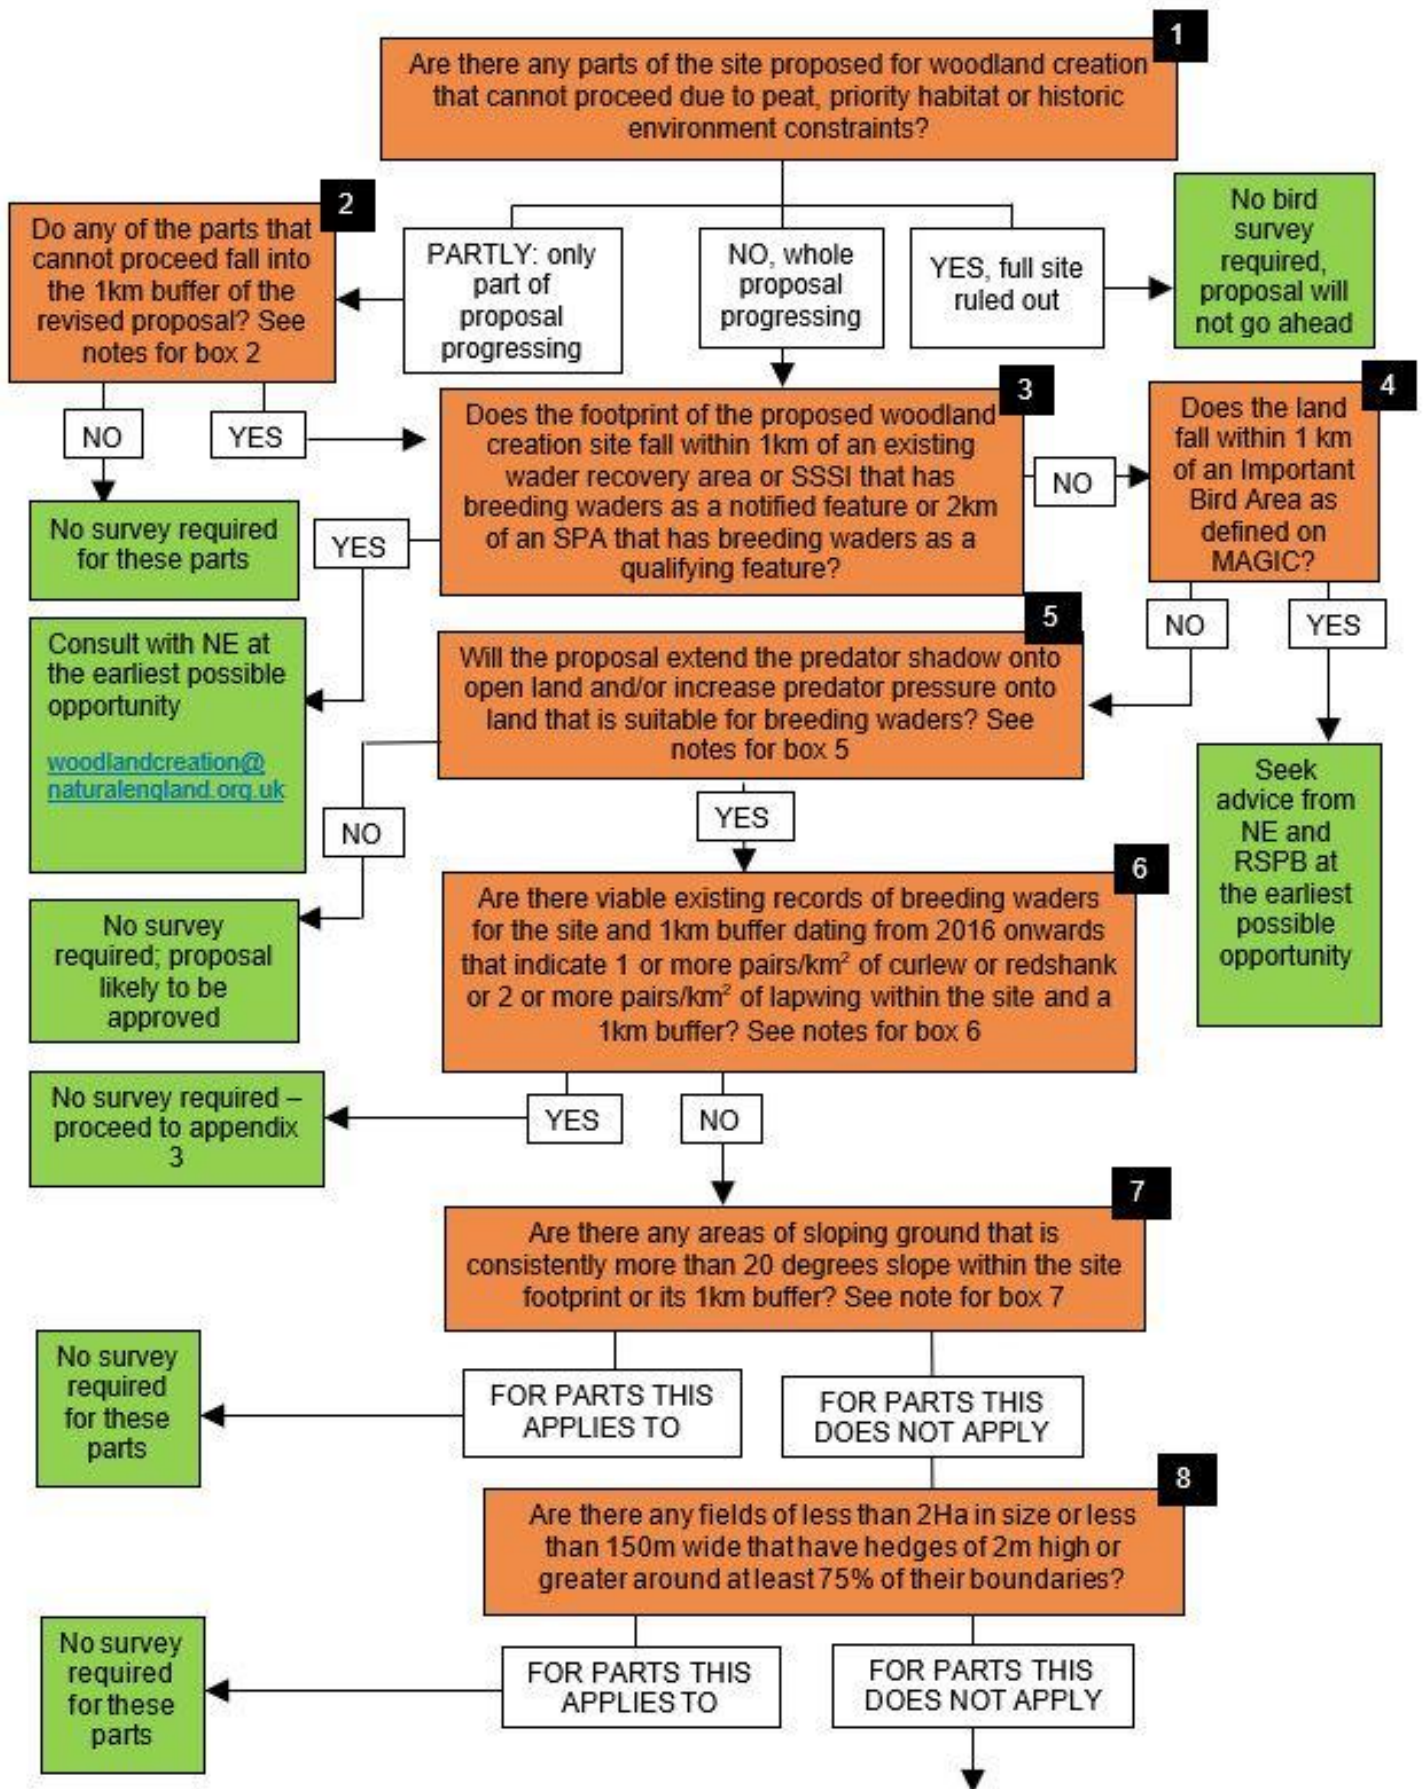 1
Are there any parts of the site proposed for woodland creation
that cannot proceed due to peat, priority habitat or historic
environment constraints?
2
Do any of the parts that
cannot proceed fall into
the 1km buffer of the
revised proposal? See
notes for box 2
PARTLY: only
part of
proposal
progressing
NO, whole
proposal
progressing
YES, full site
ruled out
No bird
survey
required,
proposal will
not go ahead
NO
YES
3
Does the footprint of the proposed woodland
creation site fall within 1km of an existing
wader recovery area or SSSI that has
breeding waders as a notified feature or 2km
of an SPA that has breeding waders as a
qualifying feature?
NO
4
Does the land
fall within 1 km
of an Important
Bird Area as
defined on
MAGIC?
No survey required
for these parts
YES
NO
YES
Consult with NE at
the earliest possible
opportunity
woodlandcreation@
naturalengland.org.uk
5
Will the proposal extend the predator shadow onto
open land and/or increase predator pressure onto
land that is suitable for breeding waders? See
notes for box 5
Seek
advice from
NE and
RSPB at
the earliest
possible
opportunity
NO
YES
No survey
required; proposal
likely to be
approved
6
Are there viable existing records of breeding waders
for the site and 1km buffer dating from 2016 onwards
that indicate 1 or more pairs/km² of curlew or redshank
or 2 or more pairs/km² of lapwing within the site and a
1km buffer? See notes for box 6
No survey required –
proceed to appendix
3
YES
NO
7
Are there any areas of sloping ground that is
consistently more than 20 degrees slope within the site
footprint or its 1km buffer? See note for box 7
No survey
required
for these
parts
FOR PARTS THIS
APPLIES TO
FOR PARTS THIS
DOES NOT APPLY
8
Are there any fields of less than 2Ha in size or less
than 150m wide that have hedges of 2m high or
greater around at least 75% of their boundaries?
No survey
required
for these
parts
FOR PARTS THIS
APPLIES TO
FOR PARTS THIS
DOES NOT APPLY